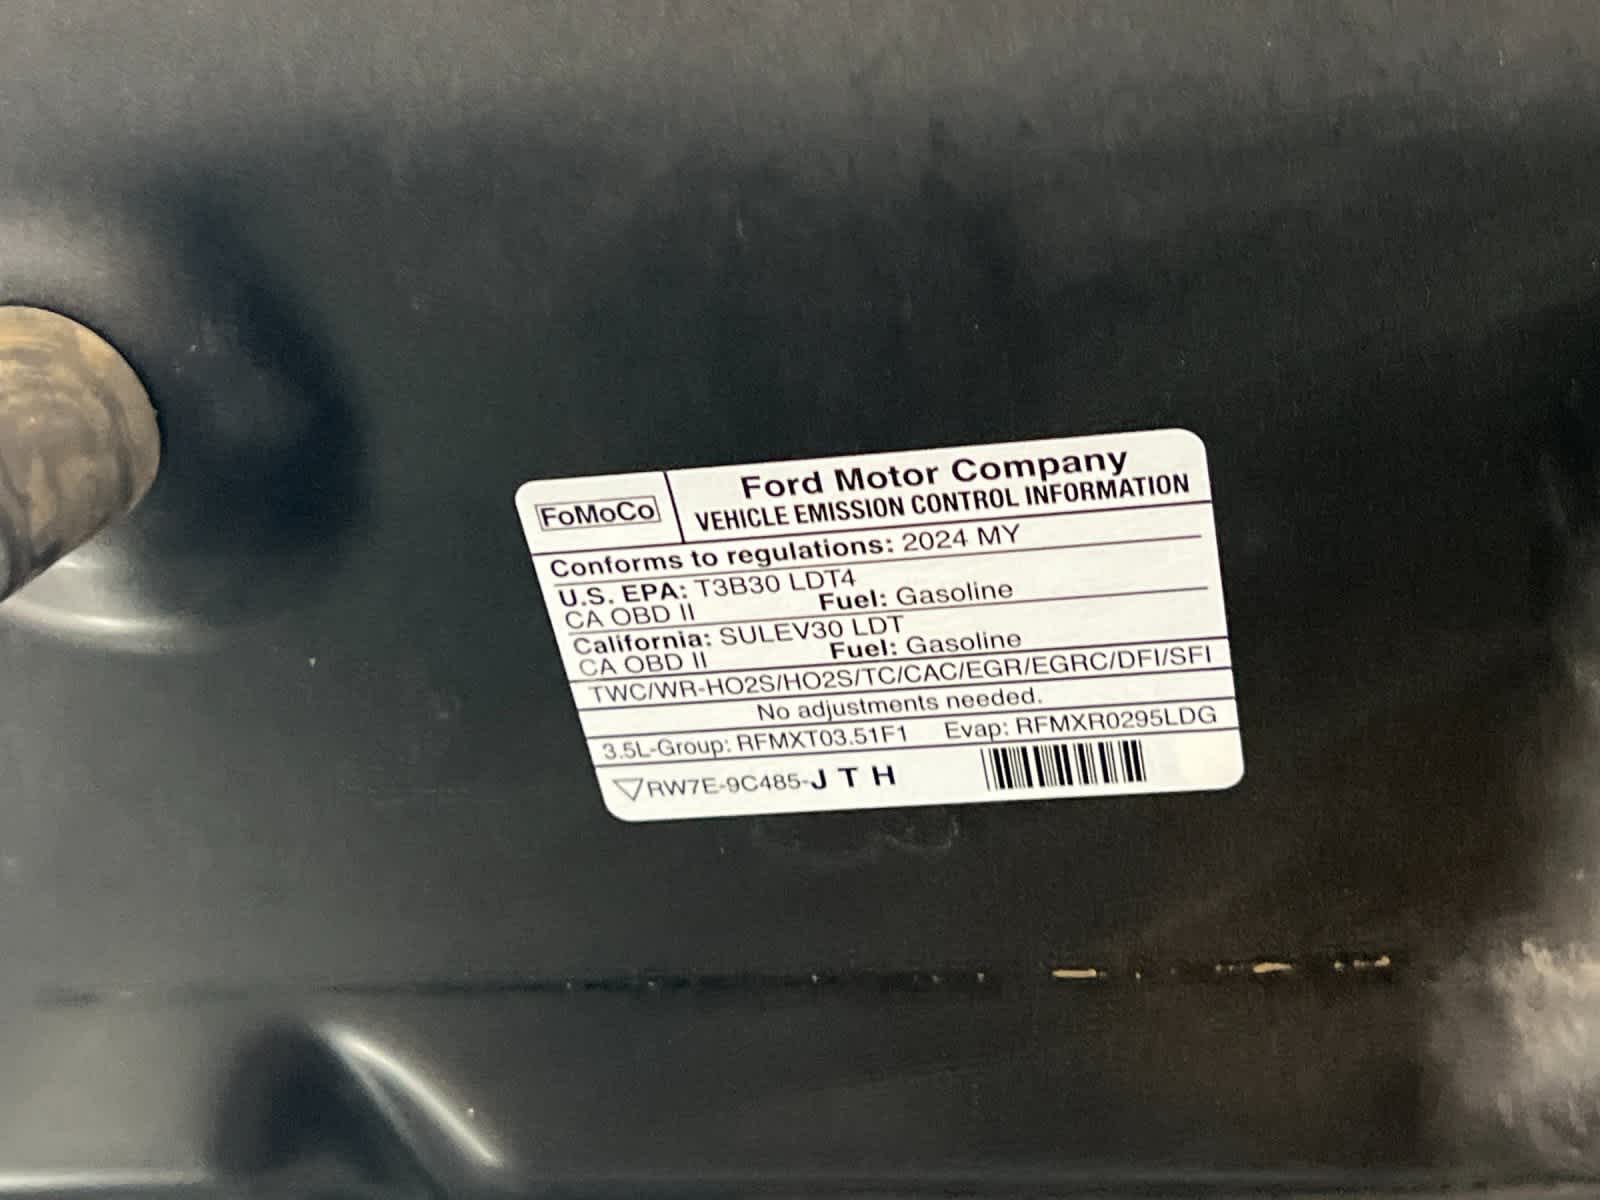 FoMoCo
Ford Motor Company
VEHICLE EMISSION CONTROL INFORMATION
Conforms to regulations: 2024 MY
U.S. EPA: T3B30 LDT4
CA OBD II Fuel: Gasoline
California: SULEV30 LDT
CA OBD II Fuel: Gasoline
TWC/WR-HO2S/HO2S/TC/CAC/EGR/EGRC/DFI/SFI
No adjustments needed.
3.5L-Group: RFMXT03.51F1 Evap: RFMXR0295LDG
RW7E-9C485-J T H